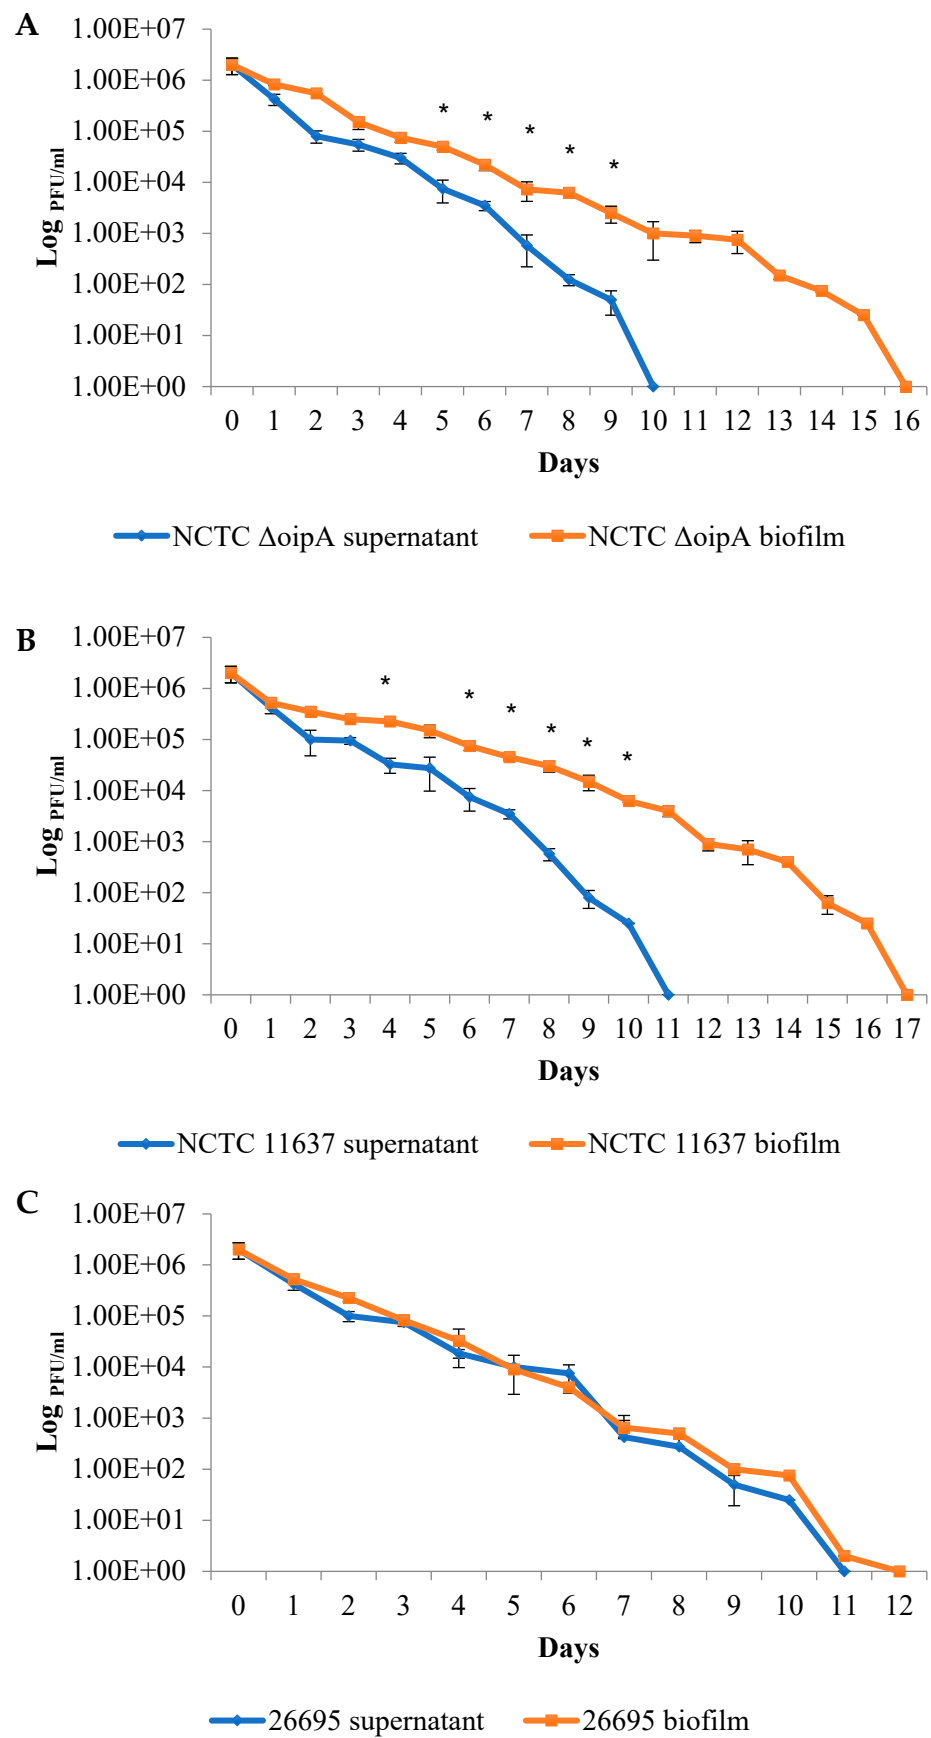 A
1.00E+07
1.00E+06
1.00E+05
1.00E+04
1.00E+03
1.00E+02
1.00E+01
1.00E+00
Log PFU/ml
* * * * *
0 1 2 3 4 5 6 7 8 9 10 11 12 13 14 15 16
Days
NCTC ΔoipA supernatant NCTC ΔoipA biofilm
B
1.00E+07
1.00E+06
1.00E+05
1.00E+04
1.00E+03
1.00E+02
1.00E+01
1.00E+00
Log PFU/ml
* * * * * *
0 1 2 3 4 5 6 7 8 9 10 11 12 13 14 15 16 17
Days
NCTC 11637 supernatant NCTC 11637 biofilm
C
1.00E+07
1.00E+06
1.00E+05
1.00E+04
1.00E+03
1.00E+02
1.00E+01
1.00E+00
Log PFU/ml
0 1 2 3 4 5 6 7 8 9 10 11 12
Days
26695 supernatant 26695 biofilm